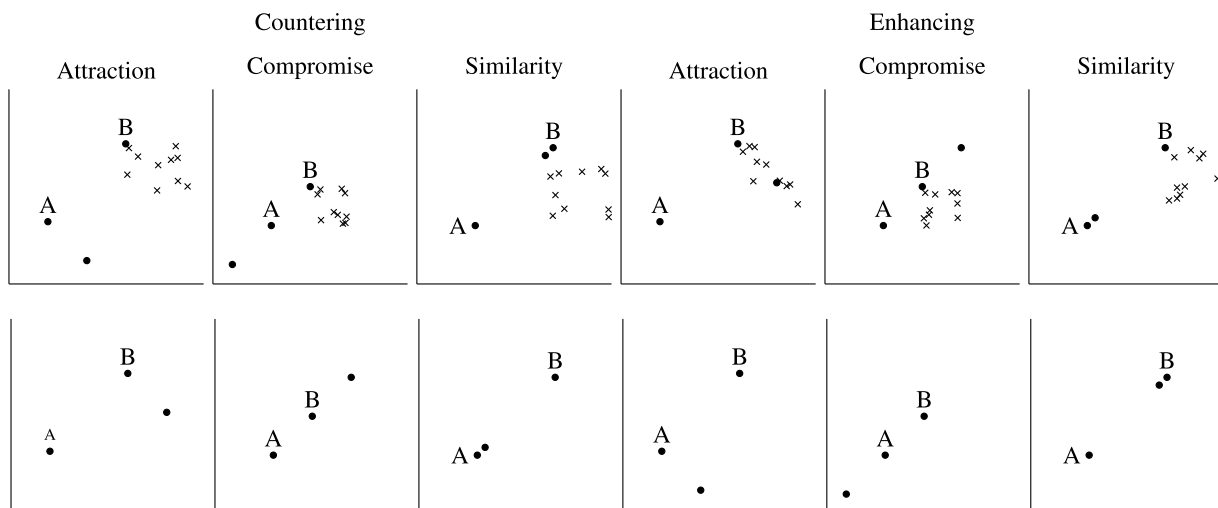 Countering Enhancing
Attraction Compromise Similarity Attraction Compromise Similarity
B B B B B B
A A A A A A
B B B B B B
A A A A A A